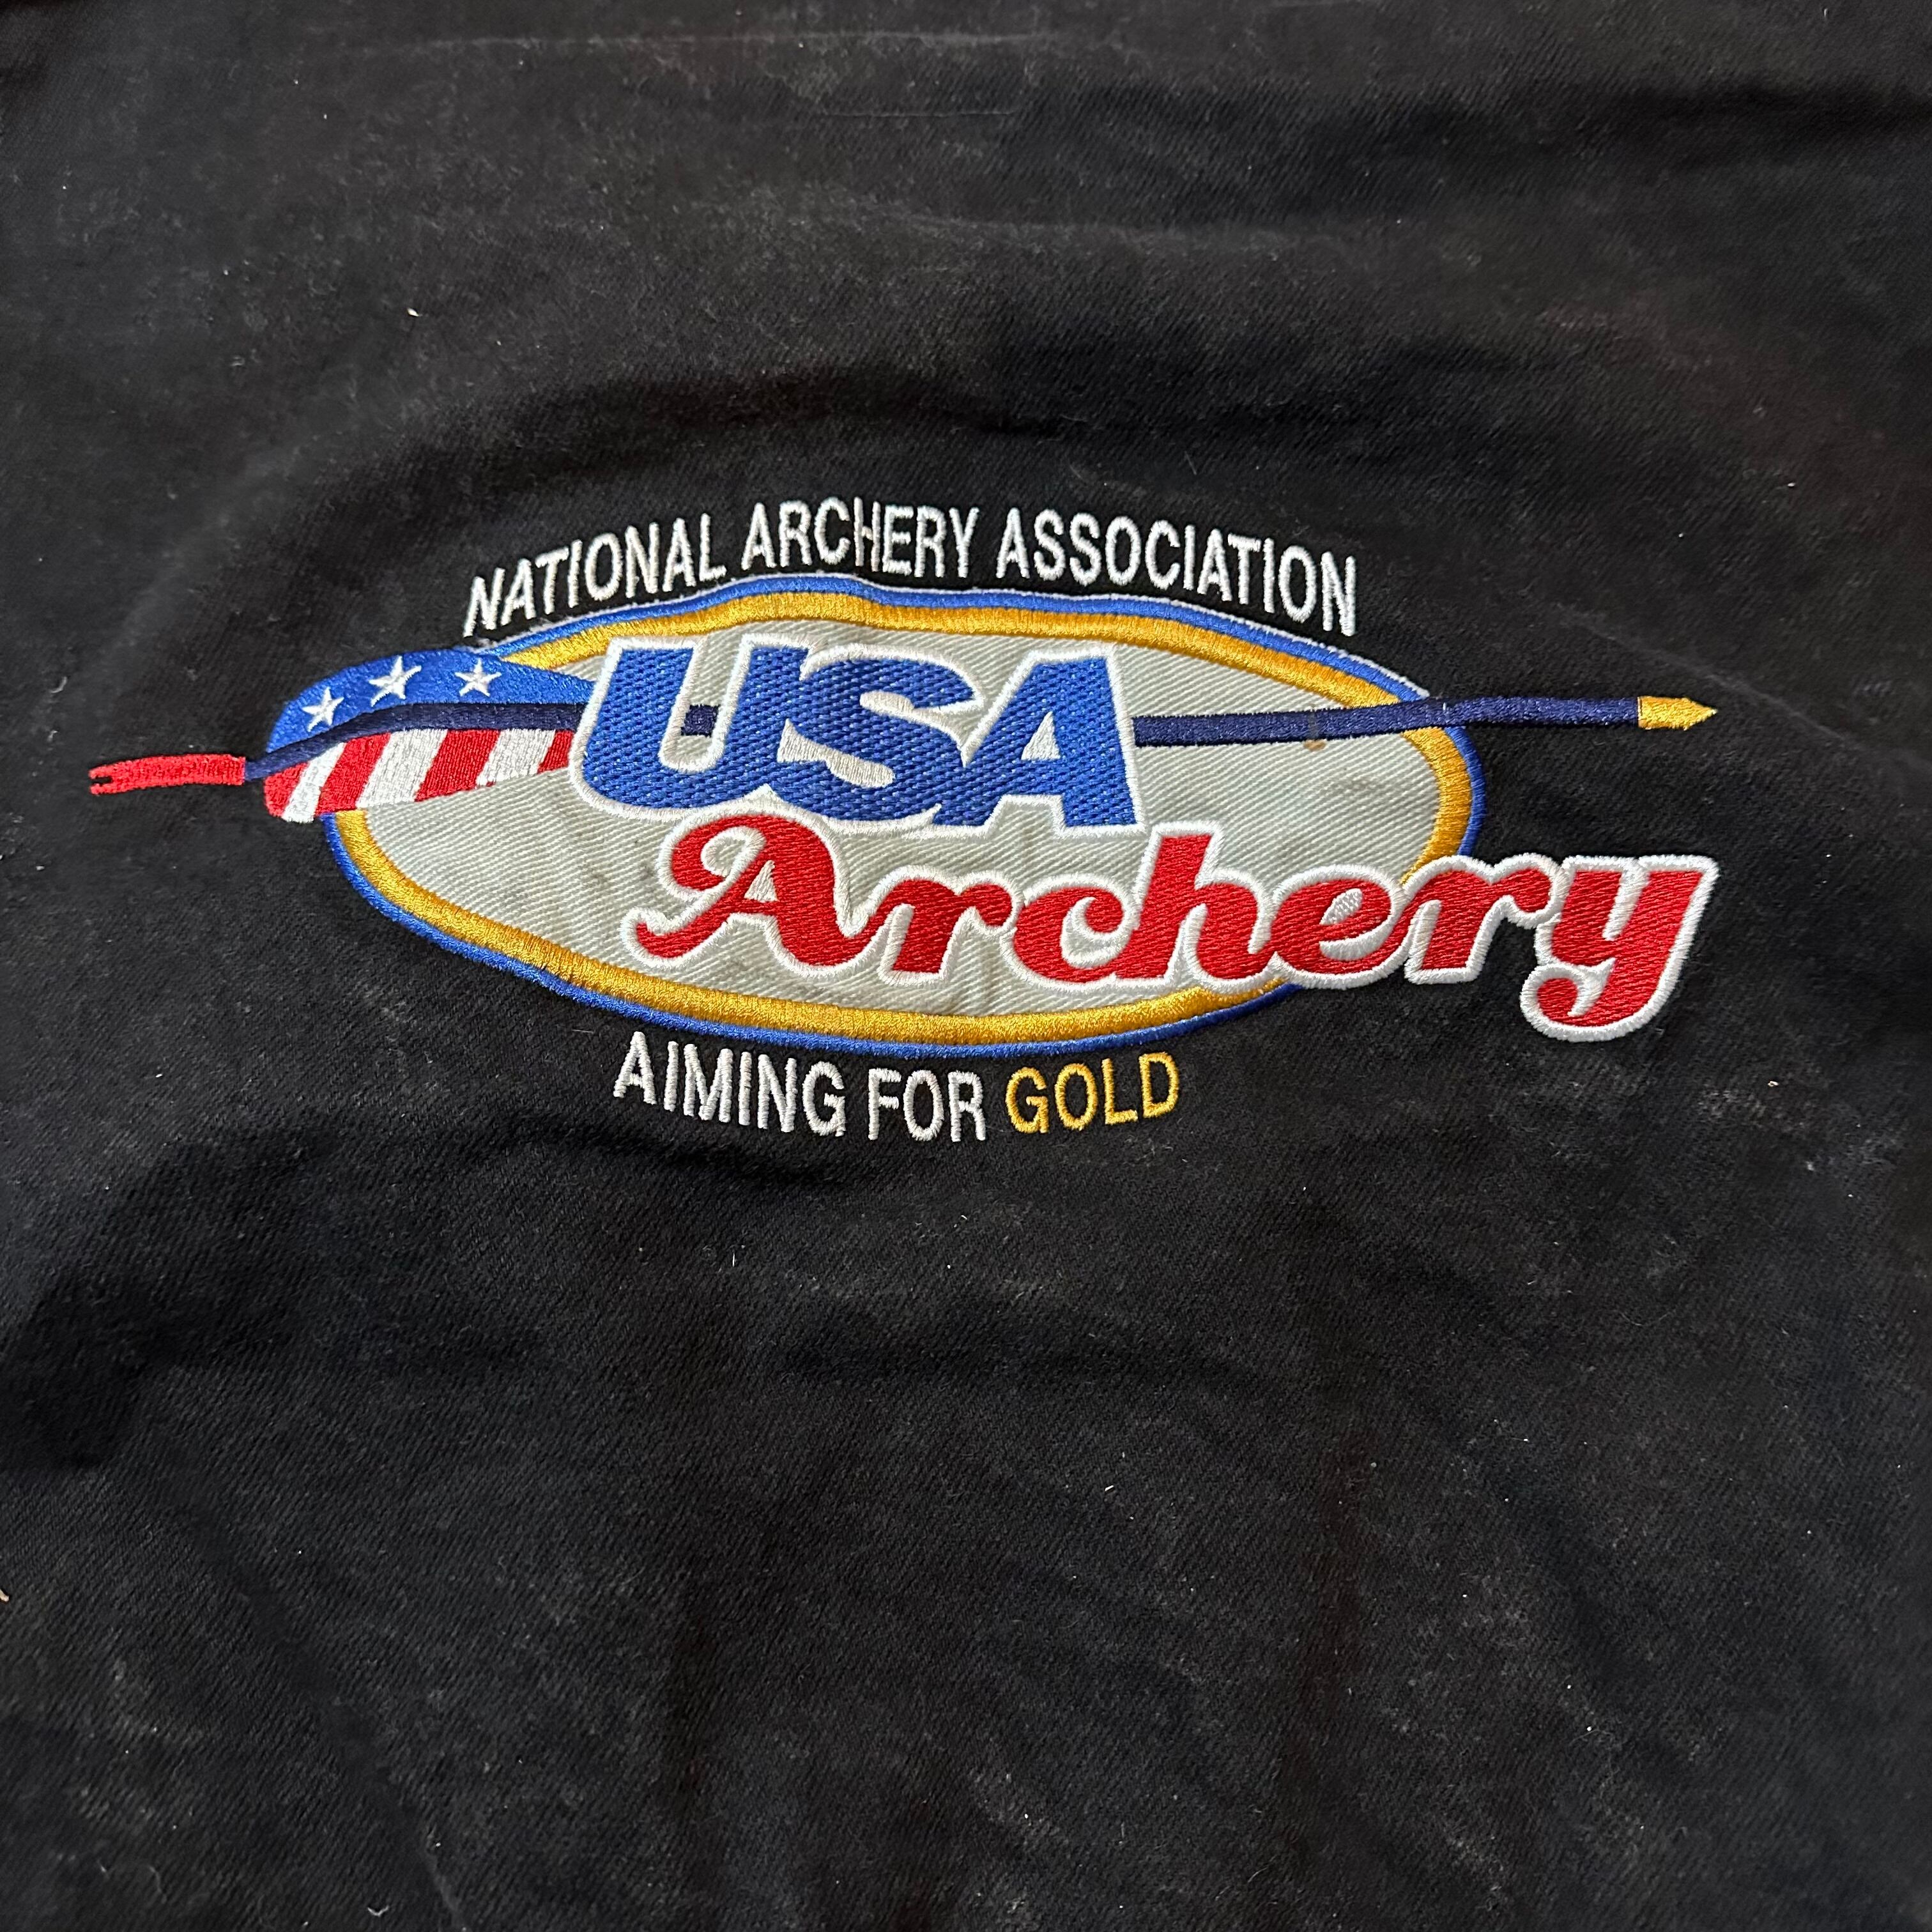 NATIONAL ARCHERY ASSOCIATION
USA
Archery
AIMING FOR GOLD